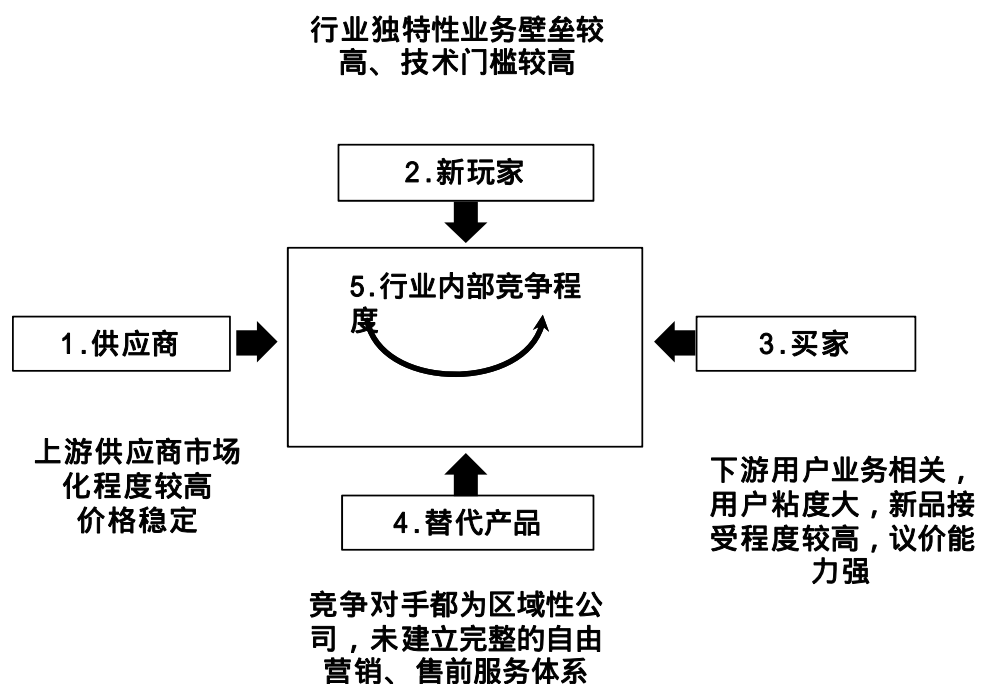 行业独特性业务壁垒较
高、技术门槛较高
2.新玩家
5.行业内部竞争程
度
1.供应商
3.买家
上游供应商市场
化程度较高
价格稳定
下游用户业务相关，
用户粘度大，新品接
受程度较高，议价能
力强
4.替代产品
竞争对手都为区域性公
司，未建立完整的自由
营销、售前服务体系